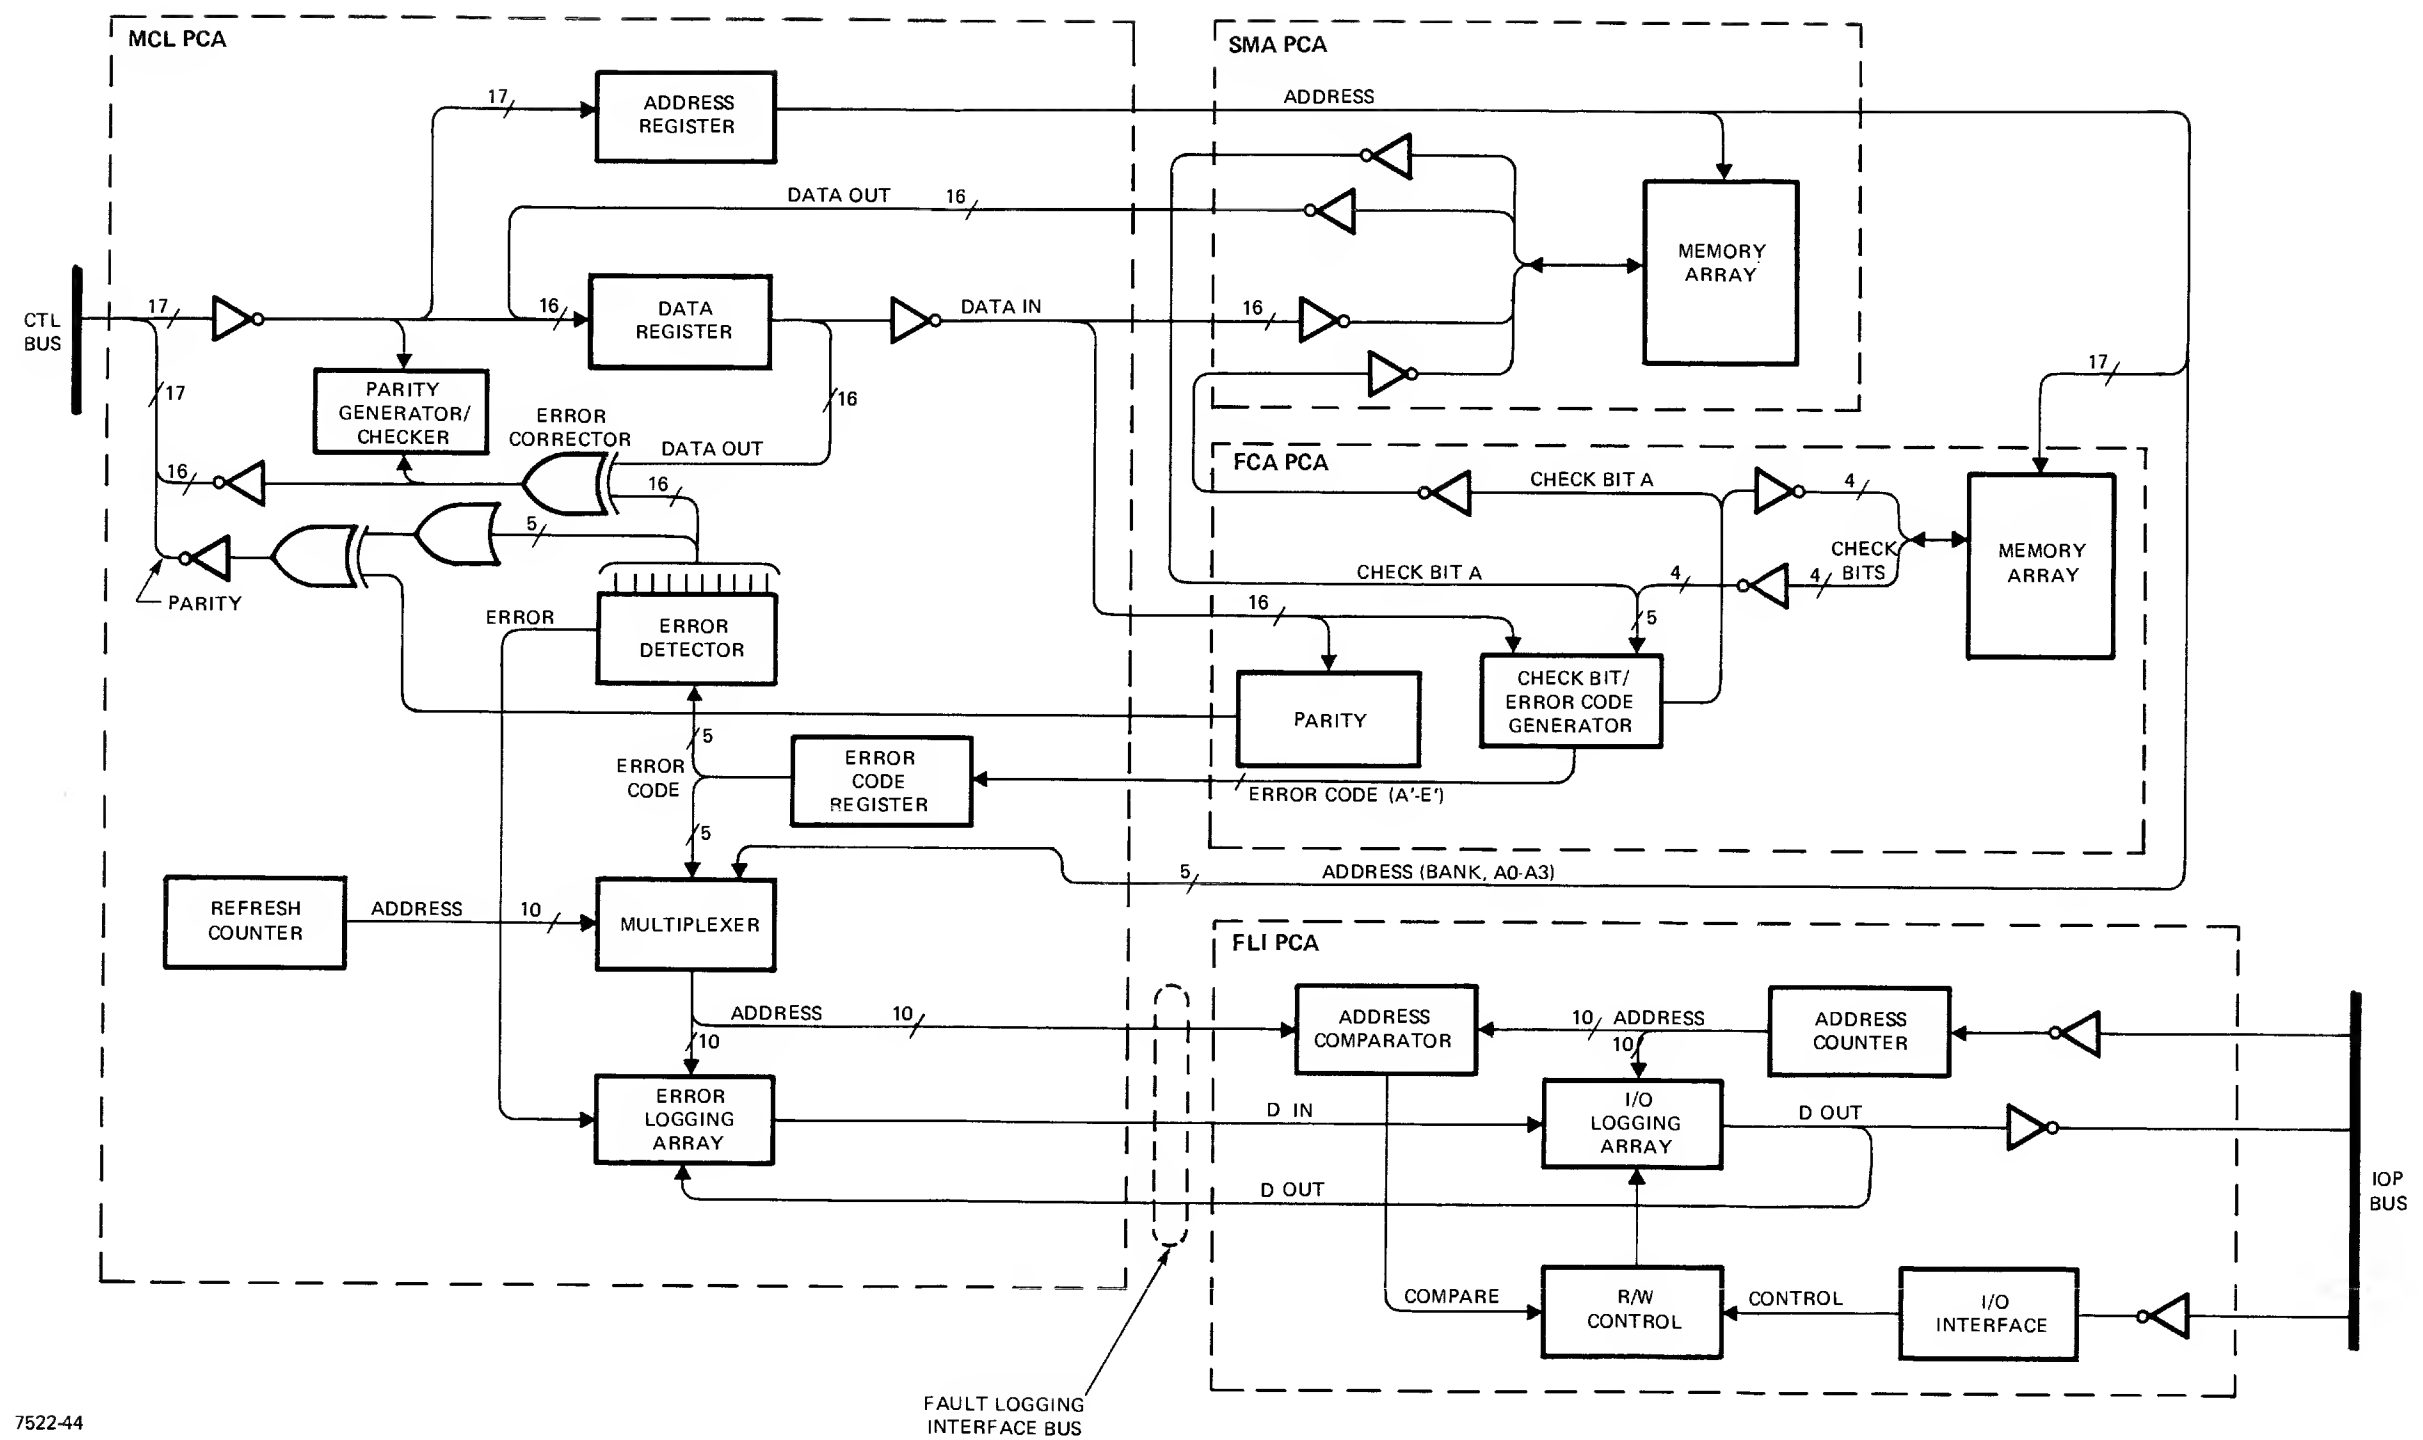 MCL PCA
SMA PCA
17
ADDRESS
REGISTER
ADDRESS
DATA OUT
16
MEMORY
ARRAY
CTL
BUS
17
16
DATA
REGISTER
DATA IN
16
17
17
PARITY
GENERATOR/
CHECKER
16
ERROR
CORRECTOR
DATA OUT
16
16
FCA PCA
CHECK BIT A
4
5
CHECK
BITS
MEMORY
ARRAY
CHECK BIT A
4
4
PARITY
16
5
ERROR
ERROR
DETECTOR
PARITY
CHECK BIT/
ERROR CODE
GENERATOR
5
ERROR
CODE
ERROR
CODE
REGISTER
ERROR CODE (A'-E')
5
5
ADDRESS (BANK, A0-A3)
REFRESH
COUNTER
ADDRESS
10
MULTIPLEXER
FLI PCA
ADDRESS
10
10
ADDRESS
COMPARATOR
10
ADDRESS
10
ADDRESS
COUNTER
ERROR
LOGGING
ARRAY
D IN
I/O
LOGGING
ARRAY
D OUT
D OUT
IOP
BUS
COMPARE
R/W
CONTROL
CONTROL
I/O
INTERFACE
FAULT LOGGING
INTERFACE BUS
7522-44